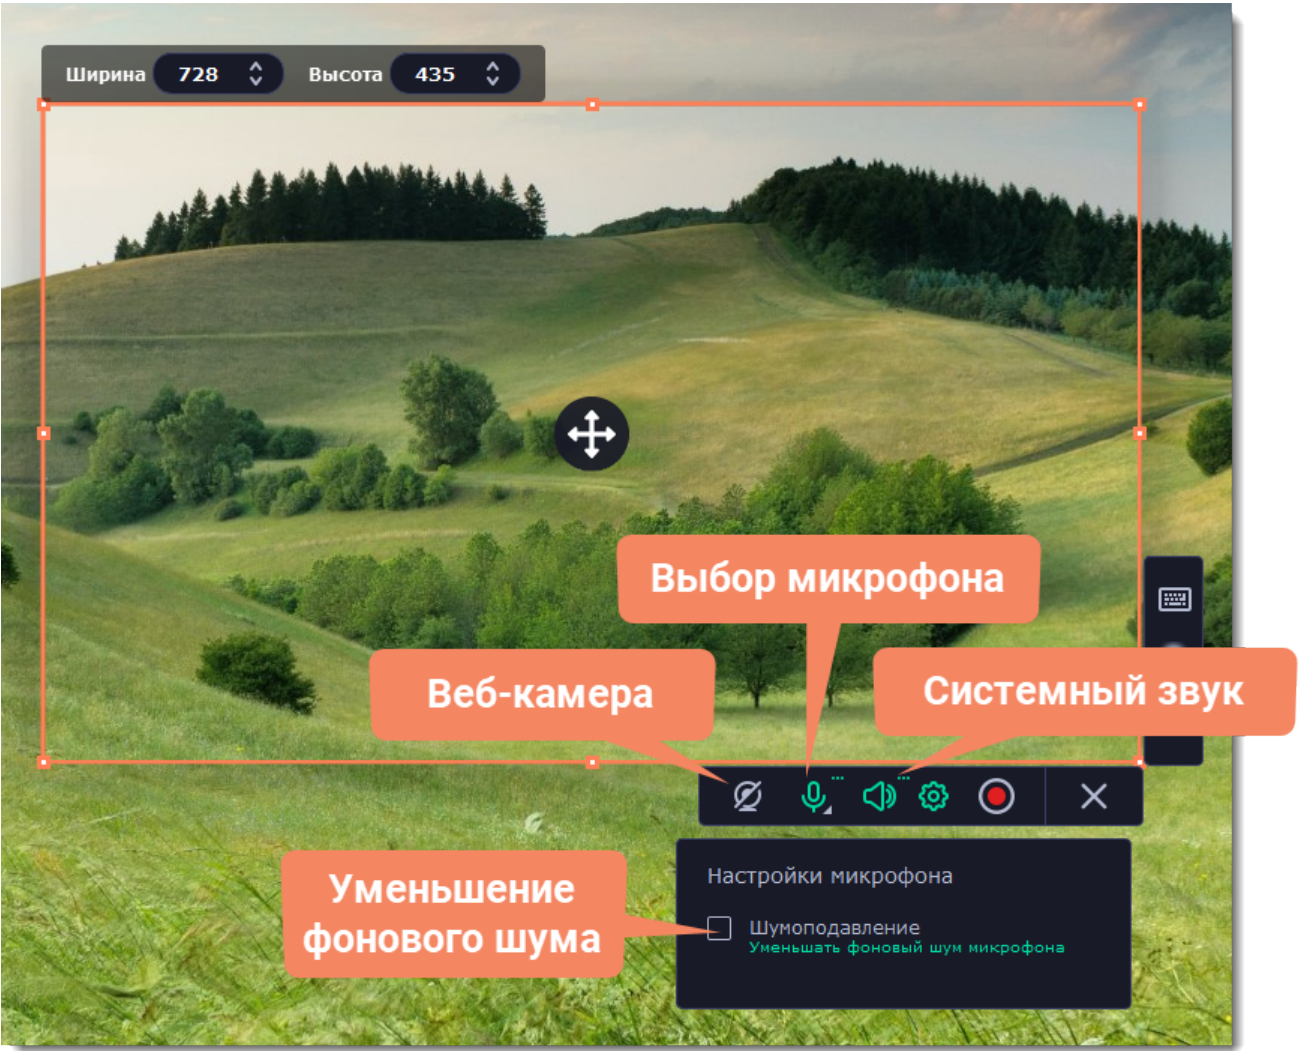 Ширина 728 Высота 435
Выбор микрофона
Веб-камера
Системный звук
Уменьшение
фонового шума
Настройки микрофона
Шумоподавление
Уменьшать фоновый шум микрофона